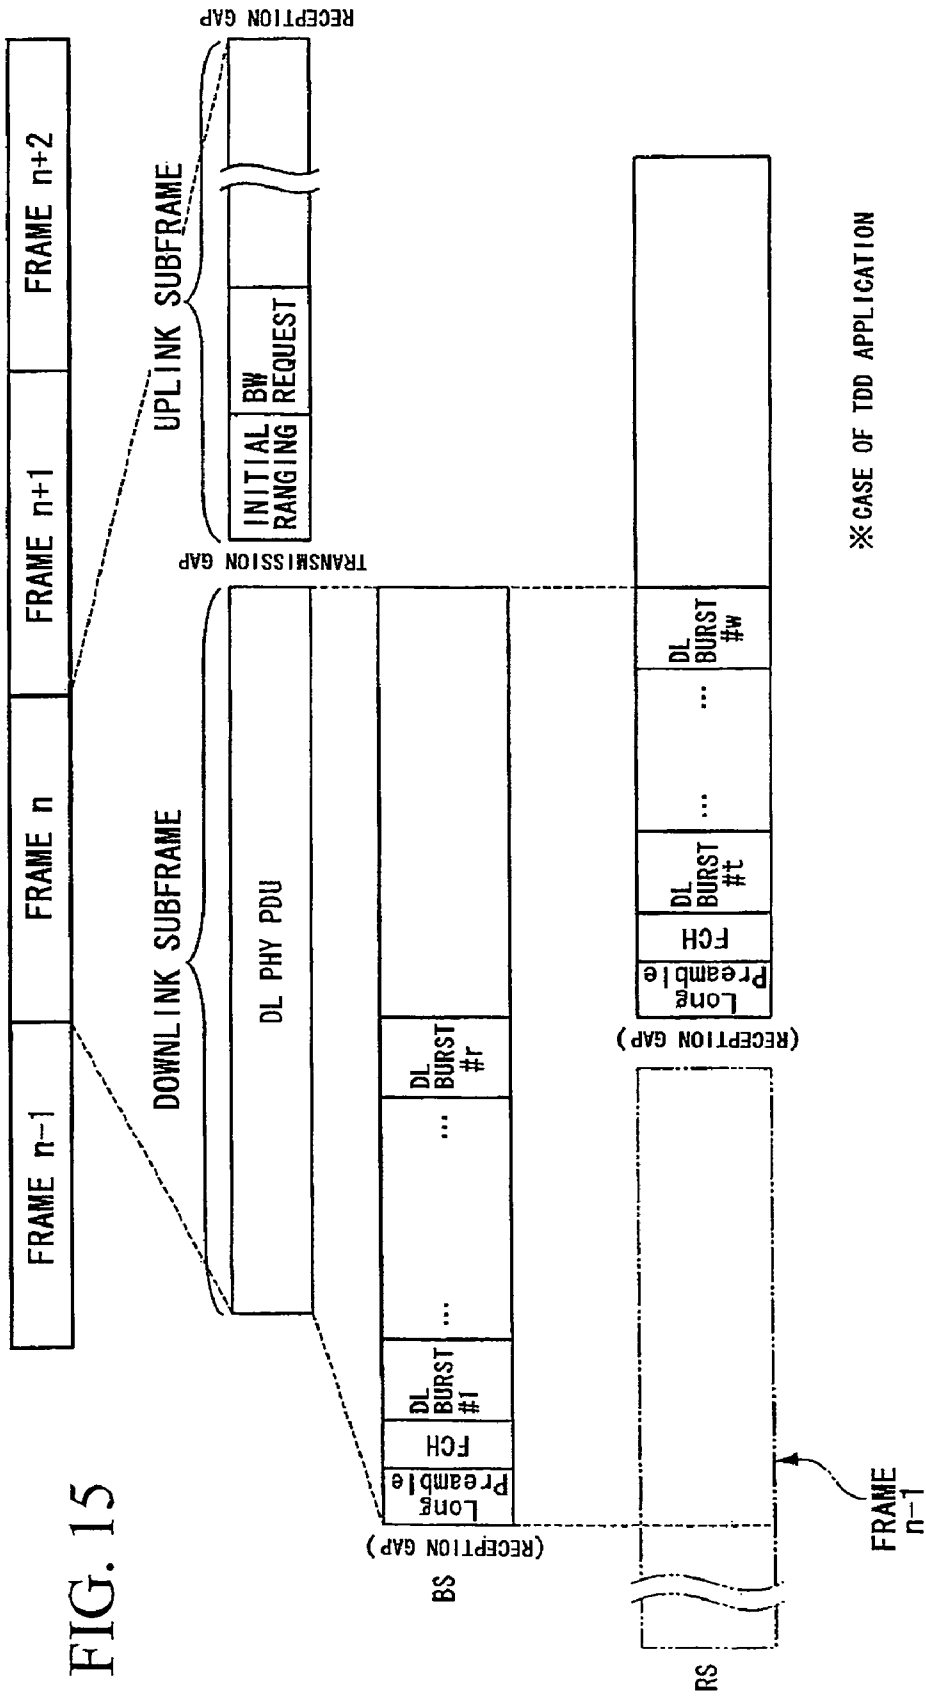 FIG. 15
FRAME n-1
FRAME n
FRAME n+1
FRAME n+2
DOWNLINK SUBFRAME
UPLINK SUBFRAME
DL PHY PDU
TRANSMISSION GAP
INITIAL
RANGING
BW
REQUEST
RECEPTION GAP
BS
(RECEPTION GAP)
Long
Preamble
FCH
DL
BURST
#1
...
...
DL
BURST
#r
RS
FRAME
n-1
(RECEPTION GAP)
Long
Preamble
FCH
DL
BURST
#t
...
...
DL
BURST
#w
※CASE OF TDD APPLICATION